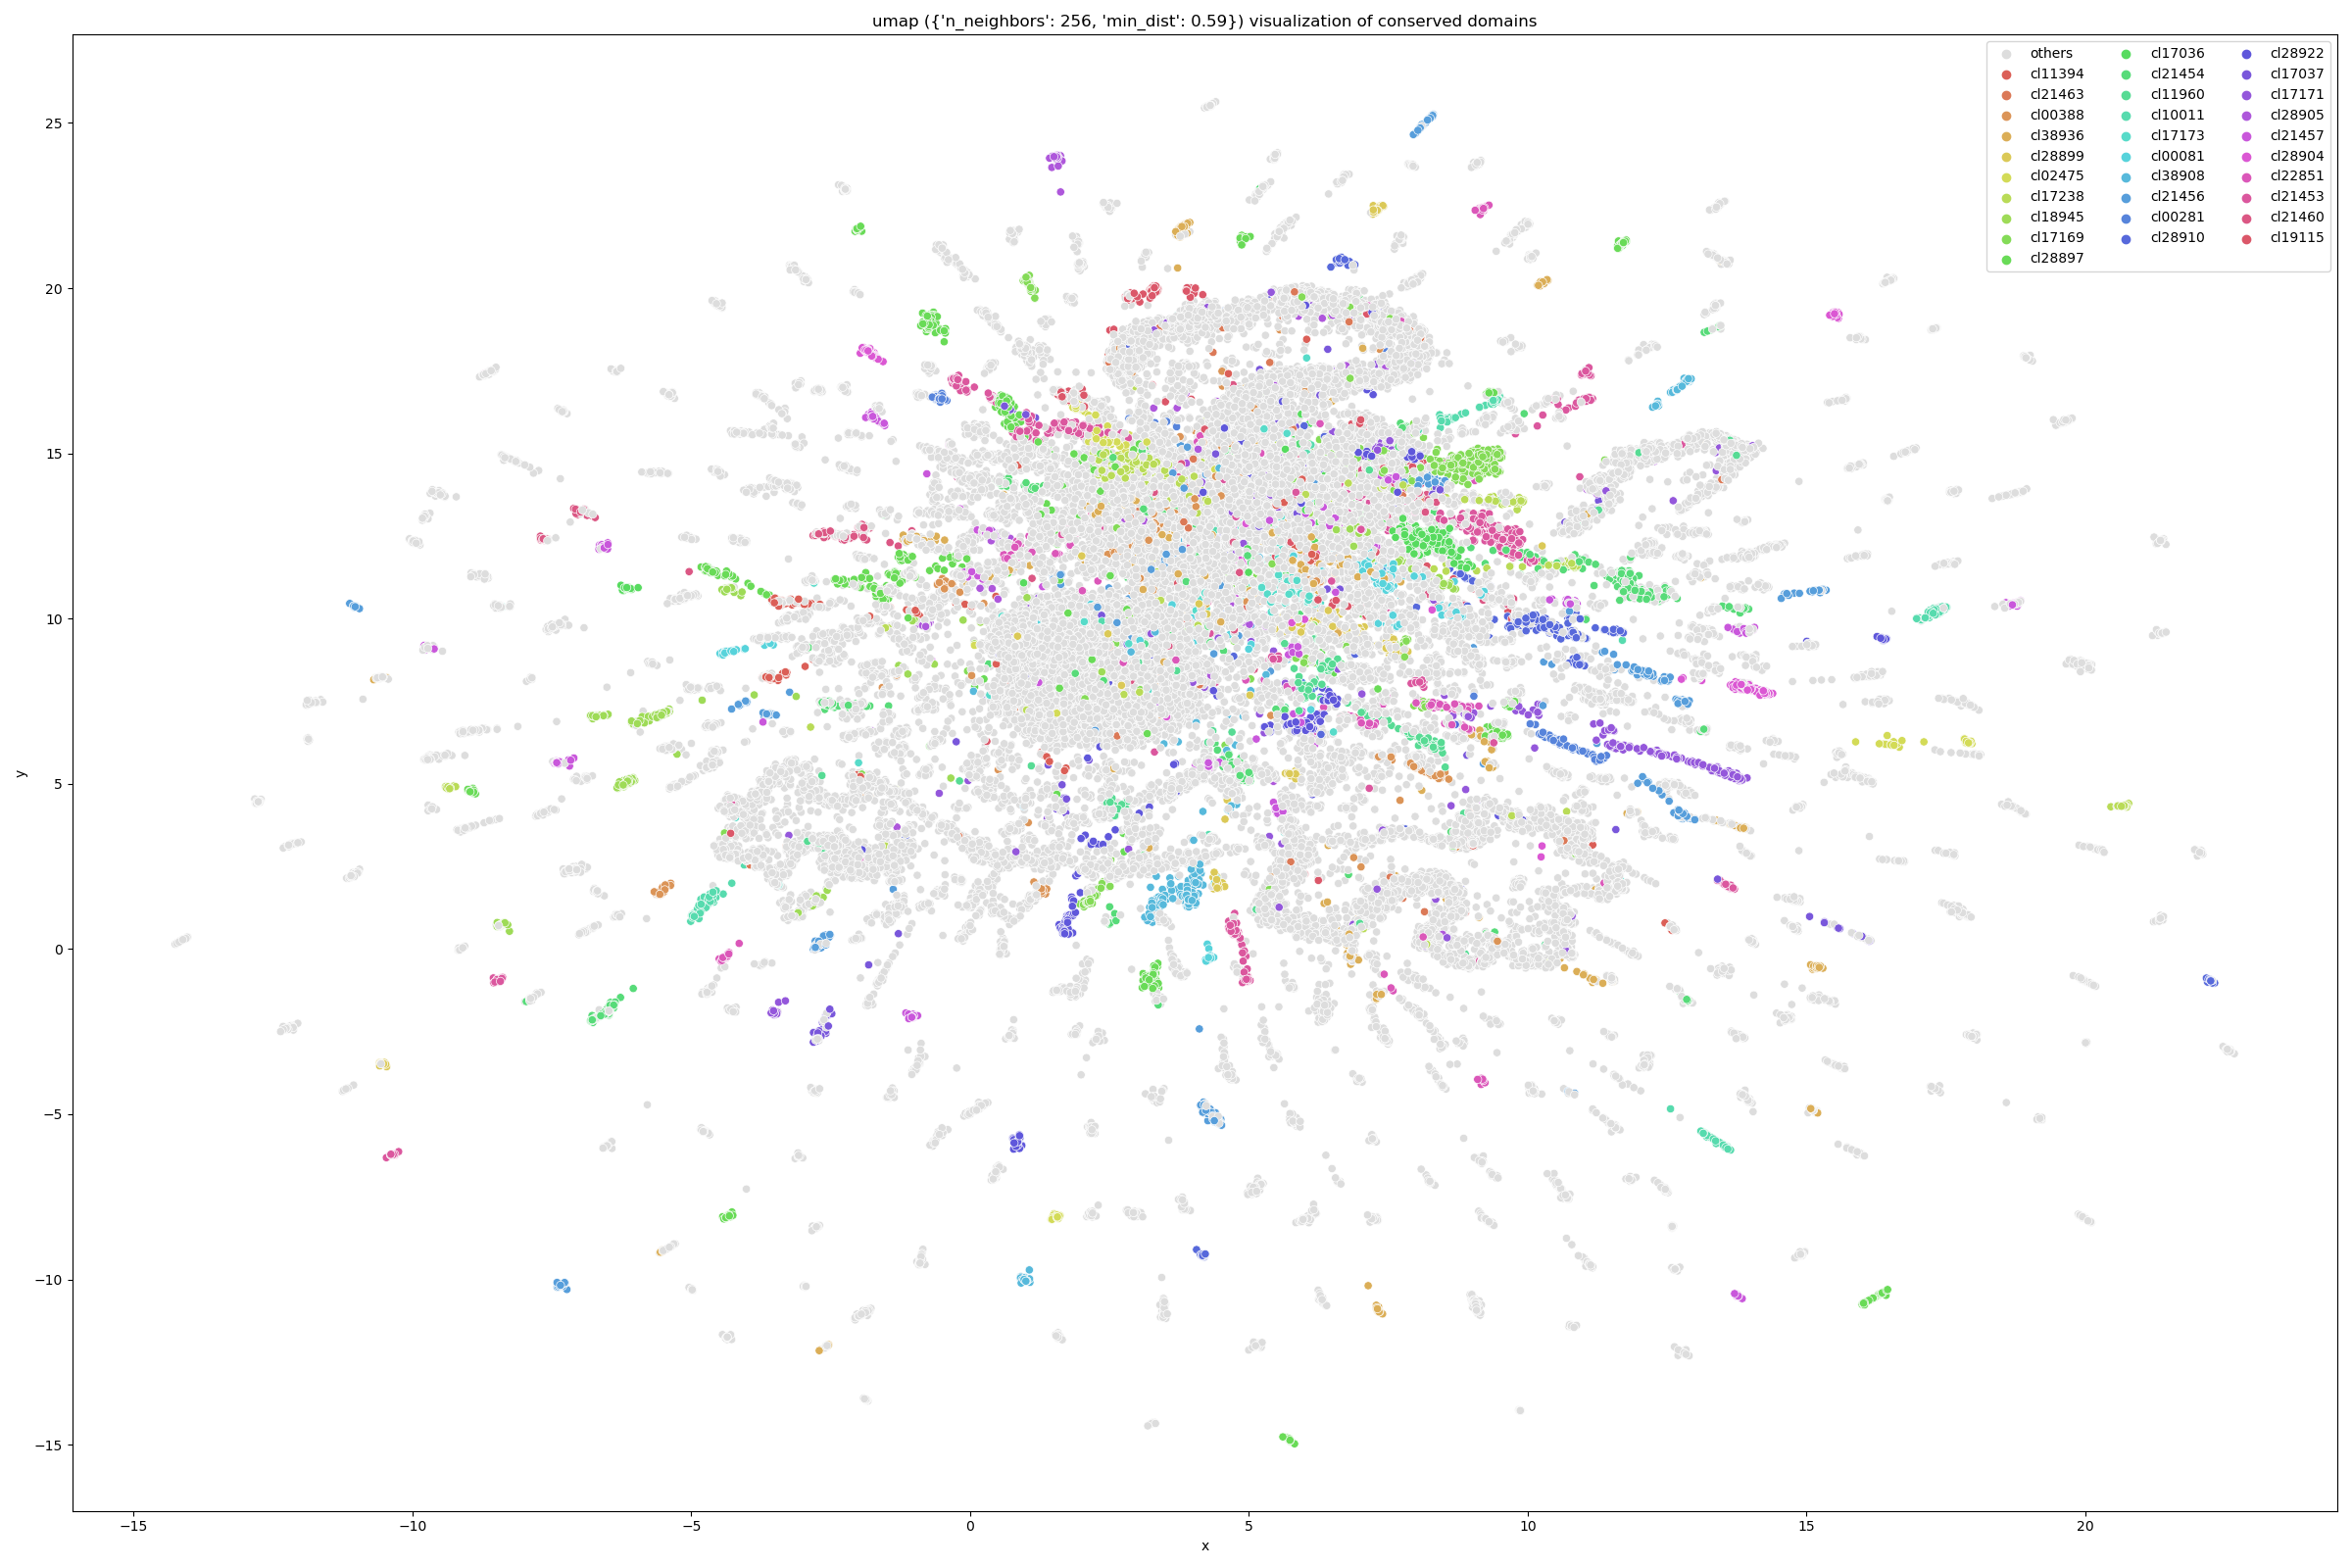 umap ({'n_neighbors': 256, 'min_dist': 0.59}) visualization of conserved domains
others
cl11394
cl21463
cl00388
cl38936
cl28899
cl02475
cl17238
cl18945
cl17169
cl28897
cl17036
cl21454
cl11960
cl10011
cl17173
cl00081
cl38908
cl21456
cl00281
cl28910
cl28922
cl17037
cl17171
cl28905
cl21457
cl28904
cl22851
cl21453
cl21460
cl19115
25
20
15
10
5
0
−5
−10
−15
y
−15
−10
−5
0
5
10
15
20
x